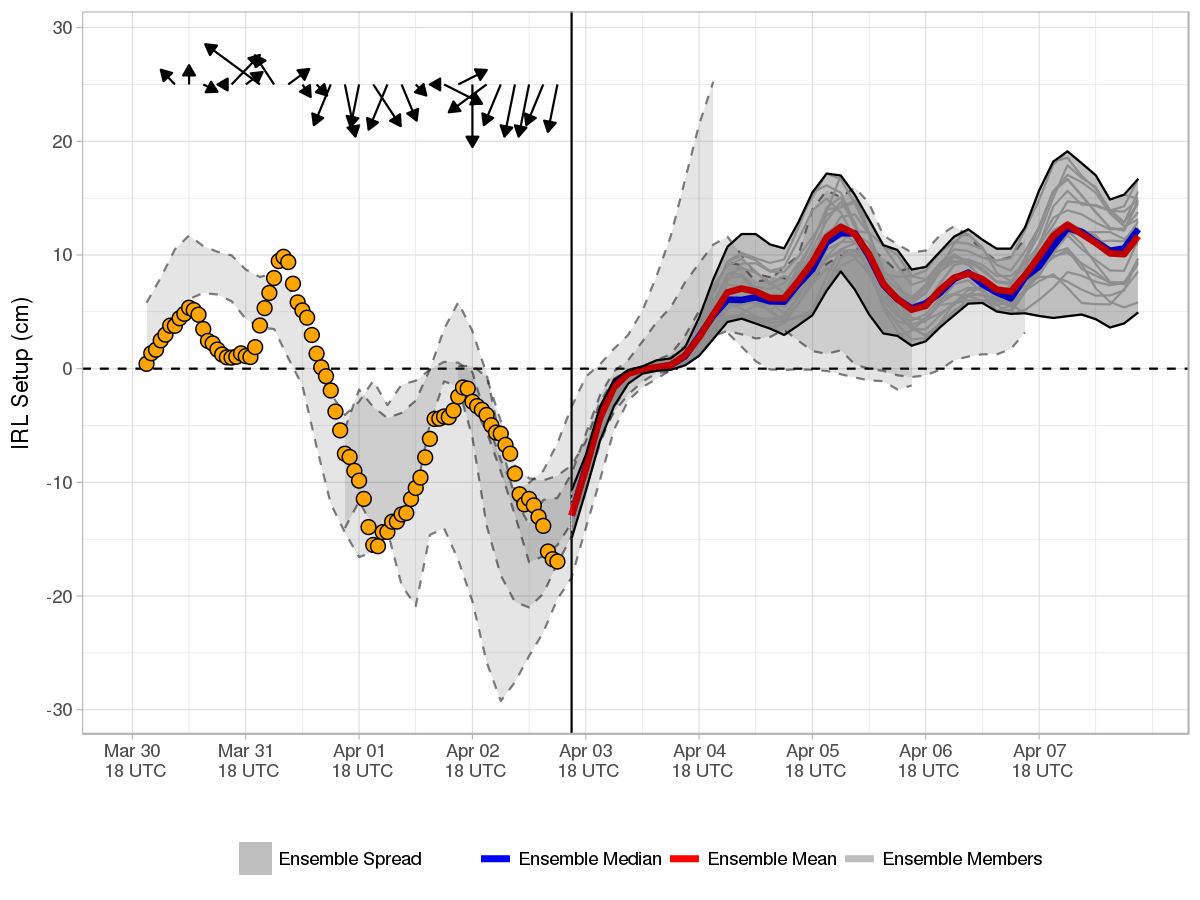 30
20
10
0
-10
-20
-30
IRL Setup (cm)
Mar 30 Mar 31 Apr 01 Apr 02 Apr 03 Apr 04 Apr 05 Apr 06 Apr 07
18 UTC 18 UTC 18 UTC 18 UTC 18 UTC 18 UTC 18 UTC 18 UTC 18 UTC
Ensemble Spread Ensemble Median Ensemble Mean Ensemble Members